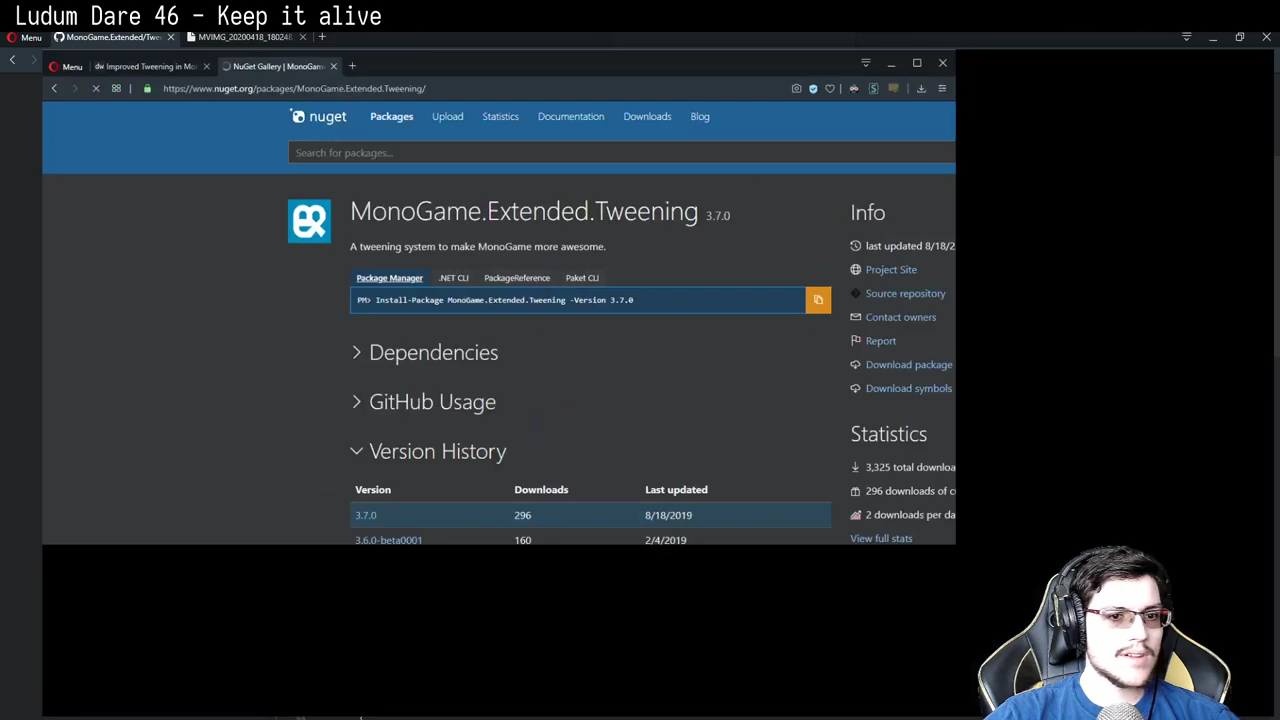 Ludum Dare 46 - Keep it alive
Menu
MonoGame.Extended/Twe
MVIMG_20200418_180248
Menu
dw Improved Tweening in Mo
NuGet Gallery | MonoGam
https://www.nuget.org/packages/MonoGame.Extended.Tweening/
nuget
Packages
Upload
Statistics
Documentation
Downloads
Blog
Search for packages...
MonoGame.Extended.Tweening 3.7.0
A tweening system to make MonoGame more awesome.
Package Manager
.NET CLI
PackageReference
Paket CLI
PM> Install-Package MonoGame.Extended.Tweening -Version 3.7.0
Dependencies
GitHub Usage
Version History
Version Downloads Last updated
3.7.0 296 8/18/2019
3.6.0-beta0001 160 2/4/2019
Info
last updated 8/18/2
Project Site
Source repository
Contact owners
Report
Download package
Download symbols
Statistics
3,325 total downloa
296 downloads of cu
2 downloads per da
View full stats